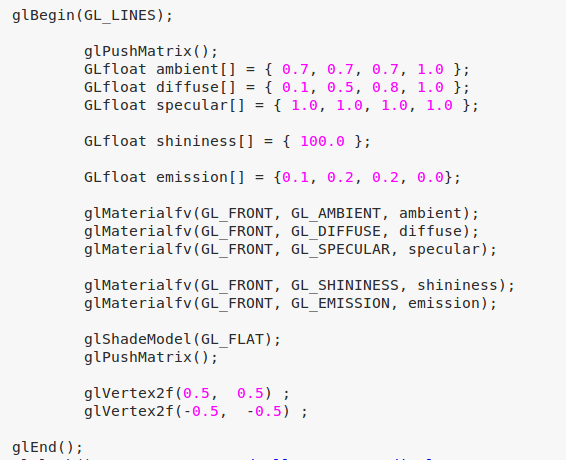 glBegin(GL_LINES);
glPushMatrix();
GLfloat ambient[] = { 0.7, 0.7, 0.7, 1.0 };
GLfloat diffuse[] = { 0.1, 0.5, 0.8, 1.0 };
GLfloat specular[] = { 1.0, 1.0, 1.0, 1.0 };
GLfloat shininess[] = { 100.0 };
GLfloat emission[] = {0.1, 0.2, 0.2, 0.0};
glMaterialfv(GL_FRONT, GL_AMBIENT, ambient);
glMaterialfv(GL_FRONT, GL_DIFFUSE, diffuse);
glMaterialfv(GL_FRONT, GL_SPECULAR, specular);
glMaterialfv(GL_FRONT, GL_SHININESS, shininess);
glMaterialfv(GL_FRONT, GL_EMISSION, emission);
glShadeModel(GL_FLAT);
glPushMatrix();
glVertex2f(0.5,  0.5) ;
glVertex2f(-0.5,  -0.5) ;
glEnd();